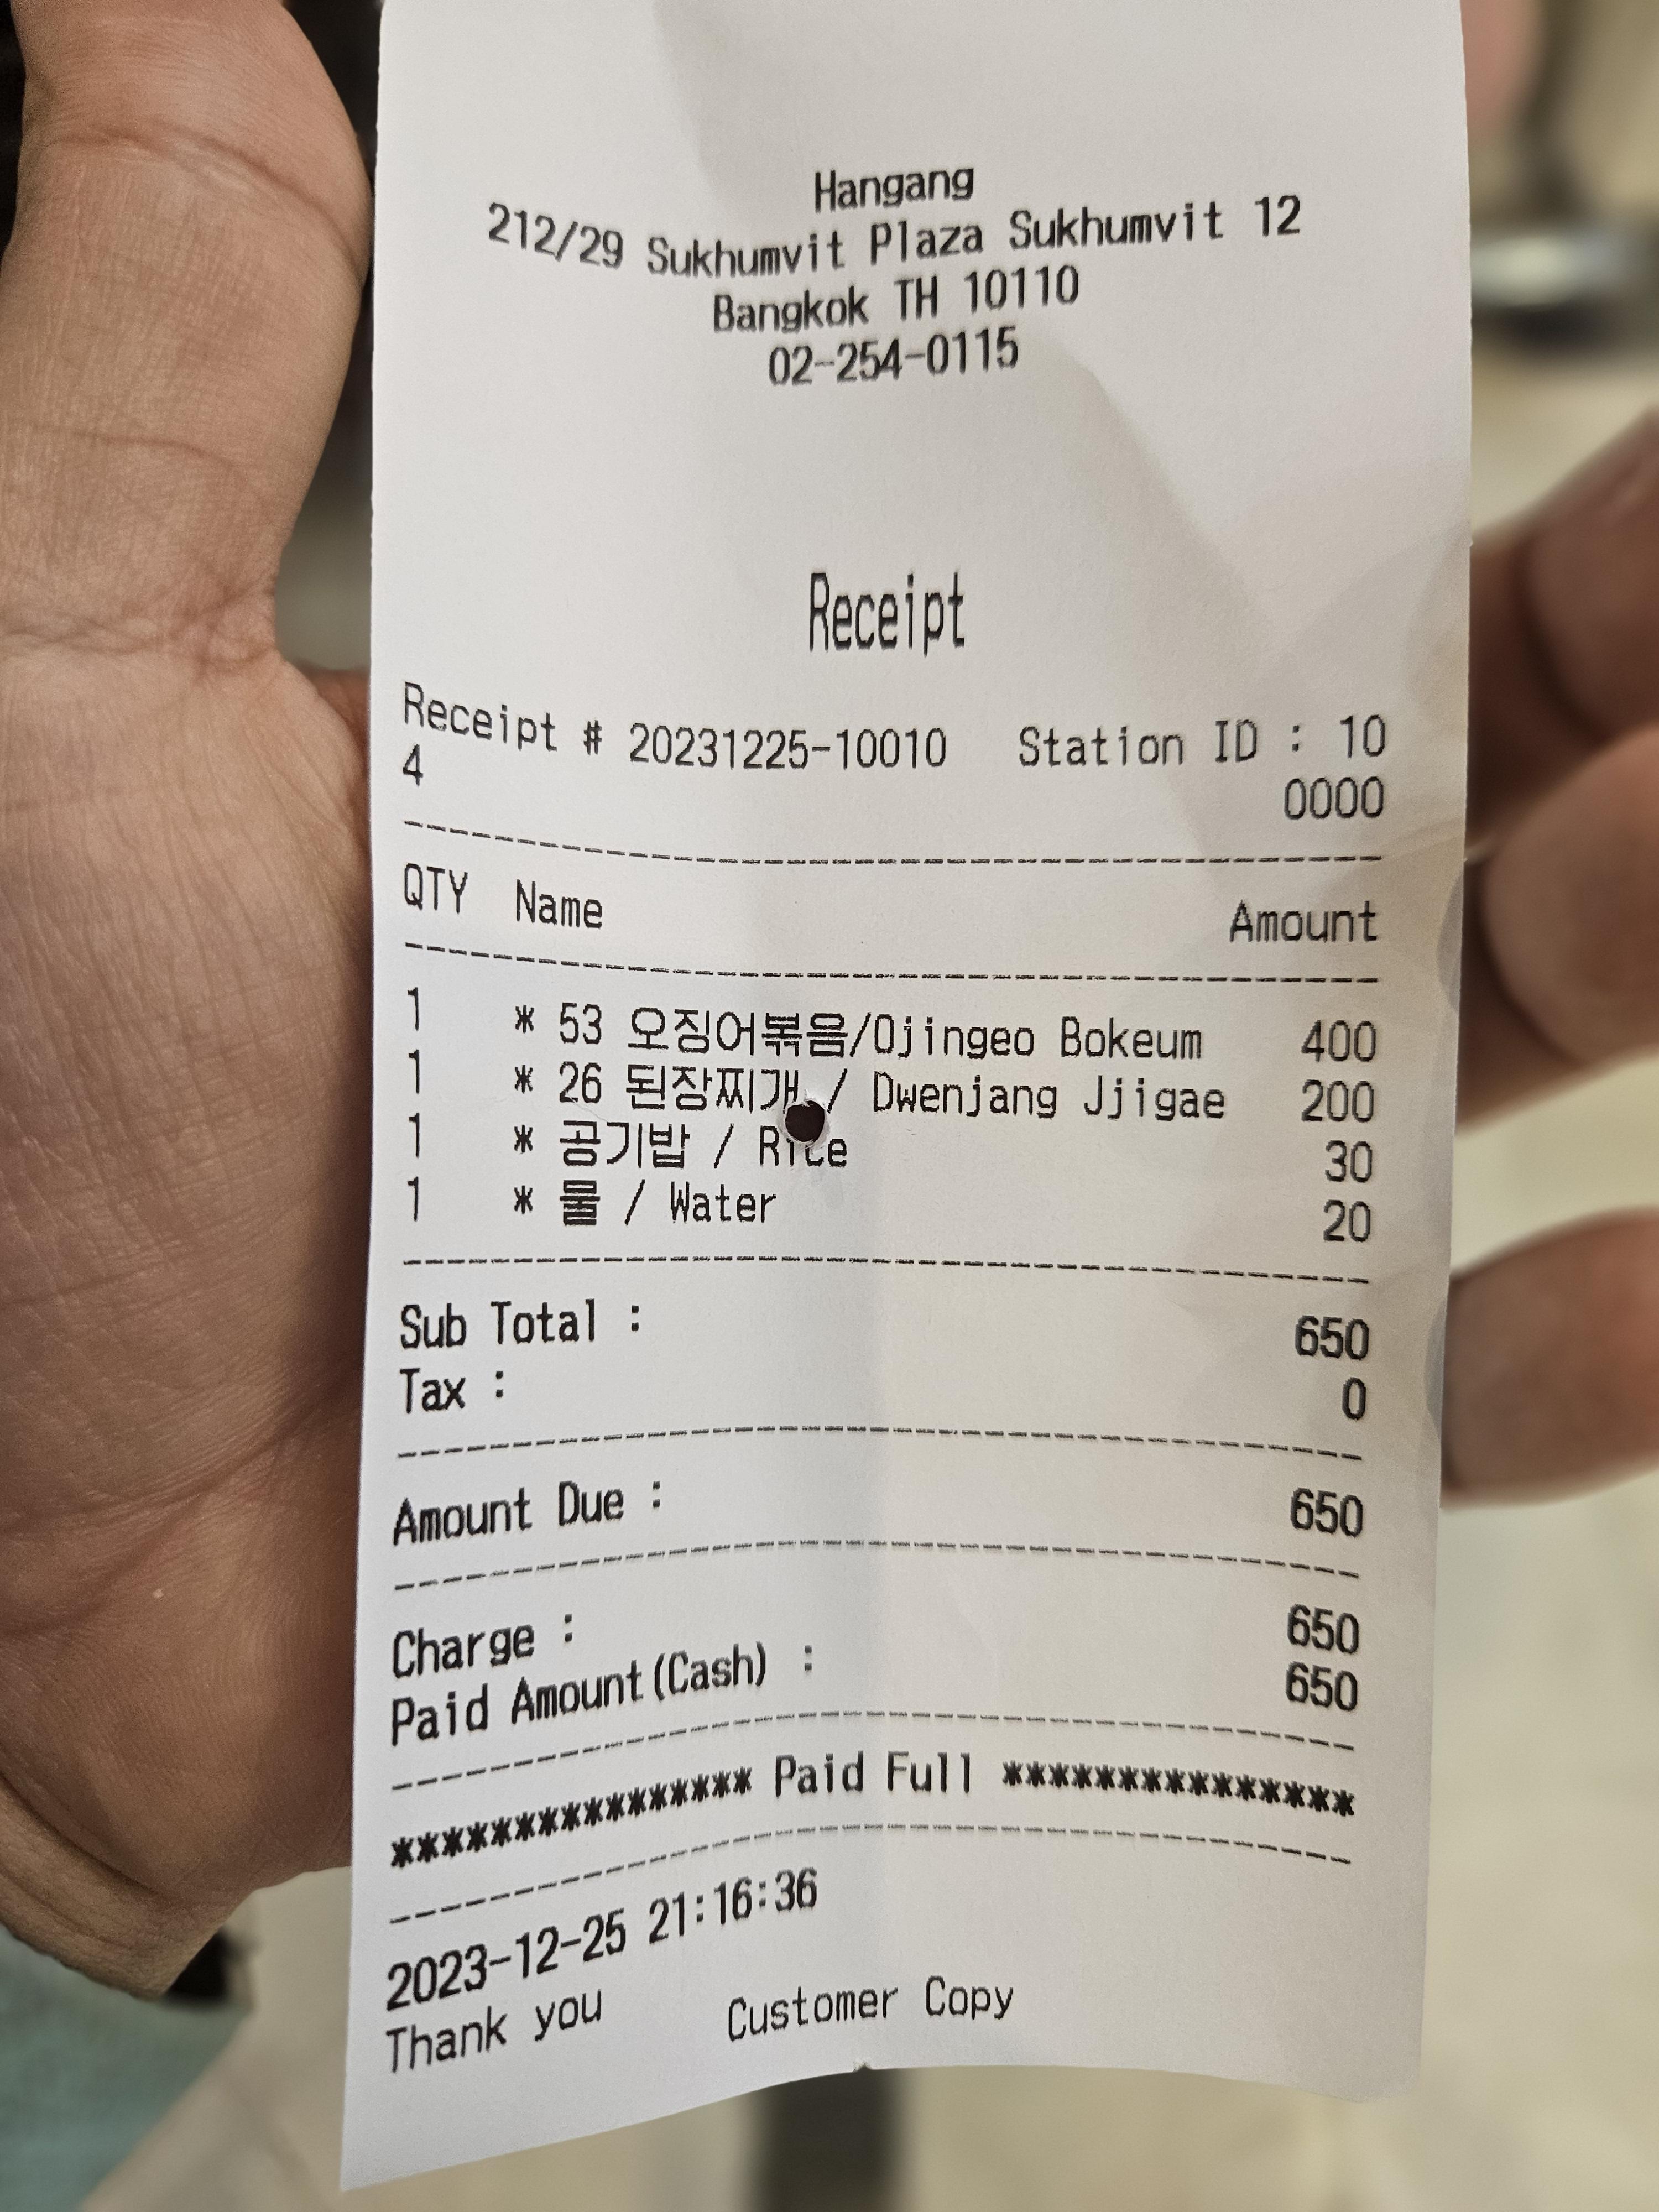 Hangang
212/29 Sukhumvit Plaza Sukhumvit 12
Bangkok TH 10110
02-254-0115
Receipt
Receipt # 20231225-10010 Station ID : 10
4 0000
QTY Name Amount
1 * 53 오징어볶음/Ojingeo Bokeum 400
1 * 26 된장찌개 / Dwenjang Jjigae 200
1 * 공기밥 / Rice 30
1 * 물 / Water 20
Sub Total : 650
Tax : 0
Amount Due : 650
Charge : 650
Paid Amount(Cash) : 650
**************** Paid Full ****************
2023-12-25 21:16:36
Thank you Customer Copy